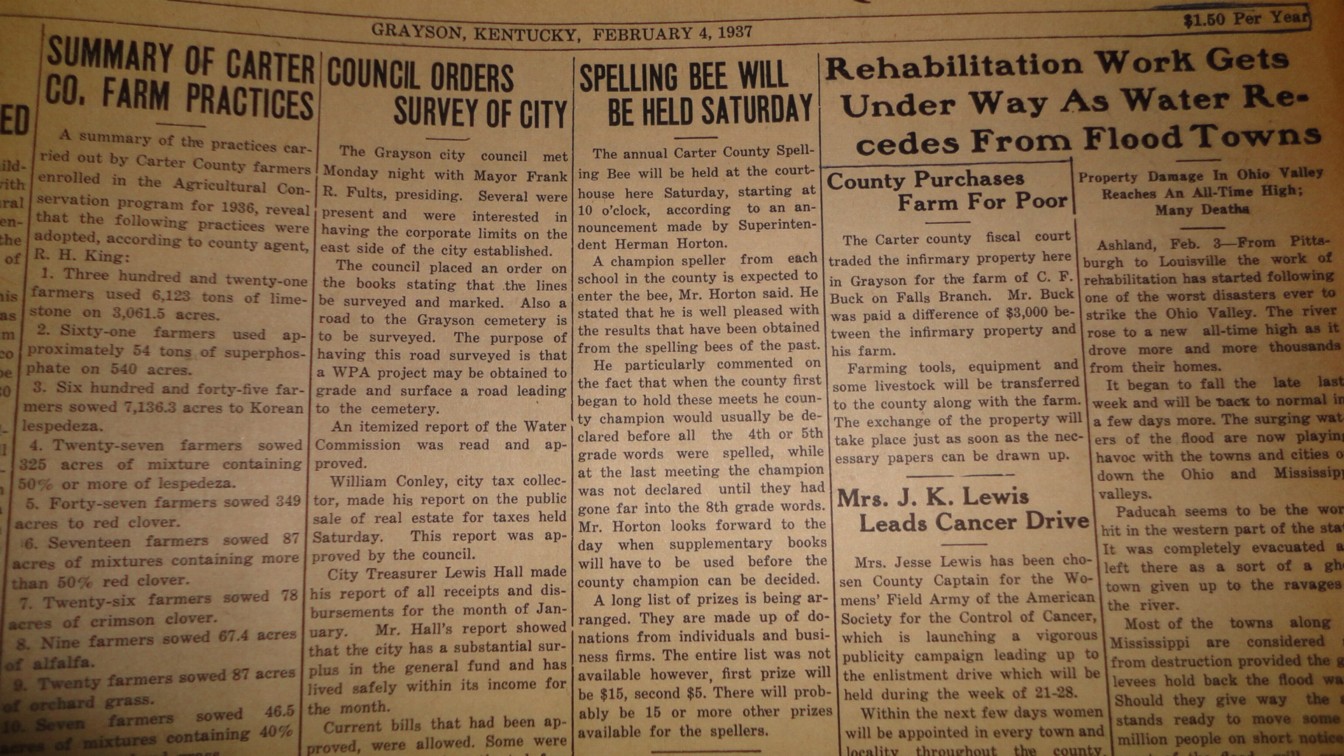 GRAYSON, KENTUCKY, FEBRUARY 4, 1937
$1.50 Per Year
ED
SUMMARY OF CARTER
CO. FARM PRACTICES
A summary of the practices car-
ried out by Carter County farmers
enrolled in the Agricultural Con-
servation program for 1936, reveal
that the following practices were
adopted, according to county agent,
R. H. King:
1. Three hundred and twenty-one
farmers used 6,123 tons of lime-
stone on 3,061.5 acres.
2. Sixty-one farmers used ap-
proximately 54 tons of superphos-
phate on 540 acres.
3. Six hundred and forty-five far-
mers sowed 7,136.3 acres to Korean
lespedeza.
4. Twenty-seven farmers sowed
325 acres of mixture containing
50% or more of lespedeza.
5. Forty-seven farmers sowed 349
acres to red clover.
6. Seventeen farmers sowed 87
acres of mixtures containing more
than 50% red clover.
7. Twenty-six farmers sowed 78
acres of crimson clover.
8. Nine farmers sowed 67.4 acres
of alfalfa.
9. Twenty farmers sowed 87 acres
of orchard grass.
10. Seven farmers sowed 46.5
acres of mixtures containing 40%
COUNCIL ORDERS
SURVEY OF CITY
The Grayson city council met
Monday night with Mayor Frank
R. Fults, presiding. Several were
present and were interested in
having the corporate limits on the
east side of the city established.
The council placed an order on
the books stating that the lines
be surveyed and marked. Also a
road to the Grayson cemetery is
to be surveyed. The purpose of
having this road surveyed is that
a WPA project may be obtained to
grade and surface a road leading
to the cemetery.
An itemized report of the Water
Commission was read and ap-
proved.
William Conley, city tax collec-
tor, made his report on the public
sale of real estate for taxes held
Saturday. This report was ap-
proved by the council.
City Treasurer Lewis Hall made
his report of all receipts and dis-
bursements for the month of Jan-
uary. Mr. Hall's report showed
that the city has a substantial sur-
plus in the general fund and has
lived safely within its income for
the month.
Current bills that had been ap-
proved, were allowed. Some were
SPELLING BEE WILL
BE HELD SATURDAY
The annual Carter County Spell-
ing Bee will be held at the court-
house here Saturday, starting at
10 o'clock, according to an an-
nouncement made by Superinten-
dent Herman Horton.
A champion speller from each
school in the county is expected to
enter the bee, Mr. Horton said. He
stated that he is well pleased with
the results that have been obtained
from the spelling bees of the past.
He particularly commented on
the fact that when the county first
began to hold these meets he coun-
ty champion would usually be de-
clared before all the 4th or 5th
grade words were spelled, while
at the last meeting the champion
was not declared until they had
gone far into the 8th grade words.
Mr. Horton looks forward to the
day when supplementary books
will have to be used before the
county champion can be decided.
A long list of prizes is being ar-
ranged. They are made up of do-
nations from individuals and busi-
ness firms. The entire list was not
available however, first prize will
be $15, second $5. There will prob-
ably be 15 or more other prizes
available for the spellers.
Rehabilitation Work Gets
Under Way As Water Re-
cedes From Flood Towns
County Purchases
Farm For Poor
The Carter county fiscal court
traded the infirmary property here
in Grayson for the farm of C. F.
Buck on Falls Branch. Mr. Buck
was paid a difference of $3,000 be-
tween the infirmary property and
his farm.
Farming tools, equipment and
some livestock will be transferred
to the county along with the farm.
The exchange of the property will
take place just as soon as the nec-
essary papers can be drawn up.
Mrs. J. K. Lewis
Leads Cancer Drive
Mrs. Jesse Lewis has been cho-
sen County Captain for the Wo-
mens' Field Army of the American
Society for the Control of Cancer,
which is launching a vigorous
publicity campaign leading up to
the enlistment drive which will be
held during the week of 21-28.
Within the next few days women
will be appointed in every town and
locality throughout the county.
Property Damage In Ohio Valley
Reaches An All-Time High;
Many Deaths
Ashland, Feb. 3—From Pitts-
burgh to Louisville the work of
rehabilitation has started following
one of the worst disasters ever to
strike the Ohio Valley. The river
rose to a new all-time high as it
drove more and more thousands
from their homes.
It began to fall the late last
week and will be back to normal in
a few days more. The surging wat-
ers of the flood are now playing
havoc with the towns and cities o
down the Ohio and Mississipp
valleys.
Paducah seems to be the wor
hit in the western part of the sta
It was completely evacuated a
left there as a sort of a gho
town given up to the ravages
the river.
Most of the towns along
Mississippi are considered
from destruction provided the g
levees hold back the flood wa
Should they give way the
stands ready to move some
million people on short notice